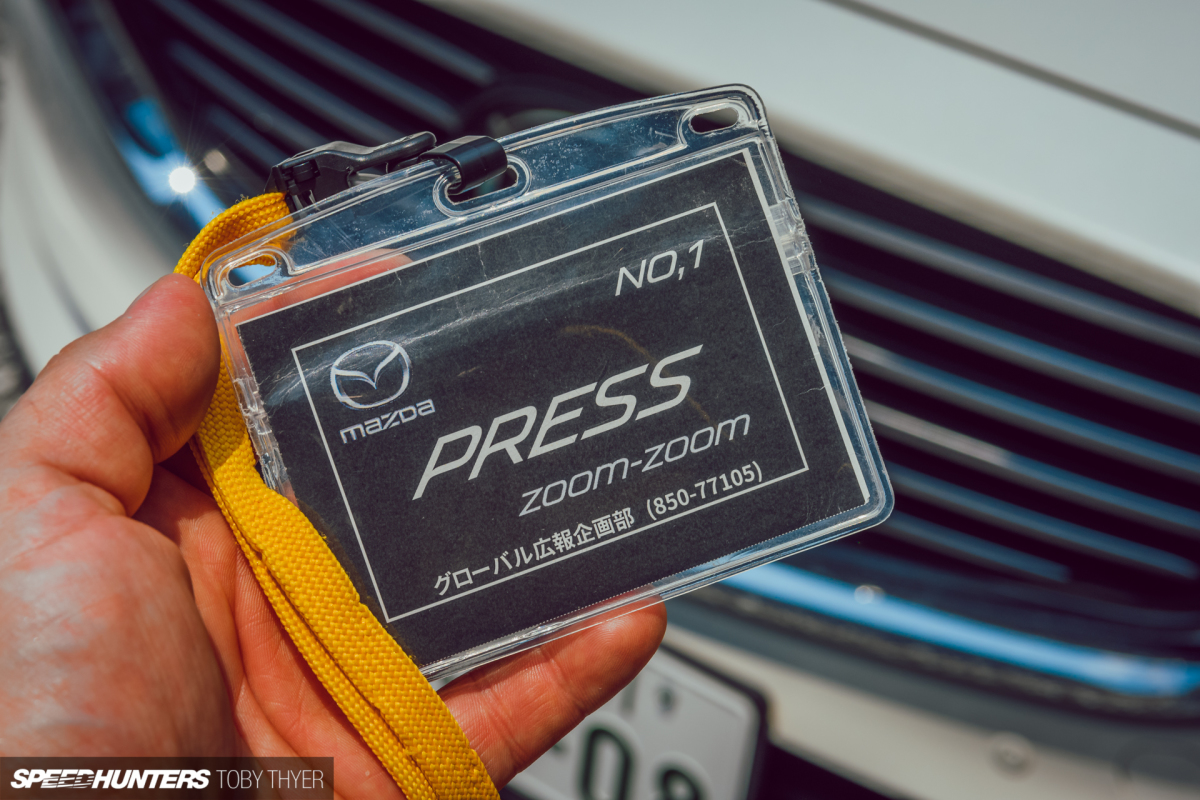 NO,1
mazda
PRESS
zoom-zoom
グローバル広報企画部 (850-77105)
SPEEDHUNTERS TOBY THYER